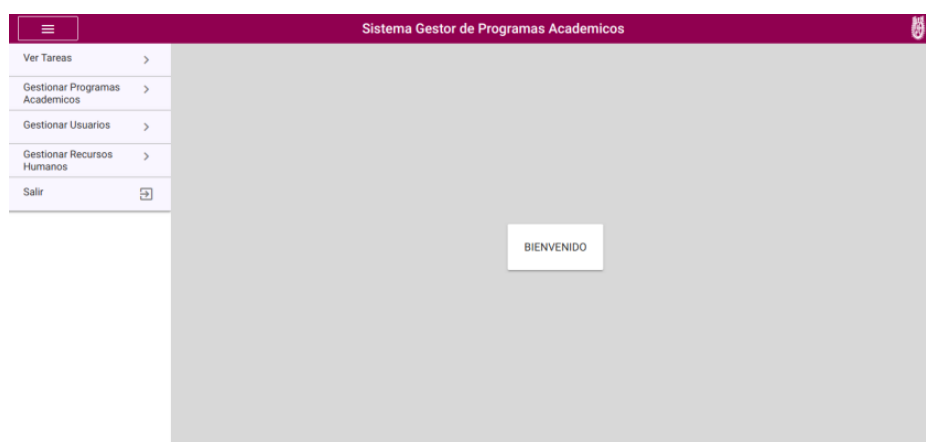 Sistema Gestor de Programas Academicos
Ver Tareas
Gestionar Programas
Academicos
Gestionar Usuarios
Gestionar Recursos
Humanos
Salir
BIENVENIDO